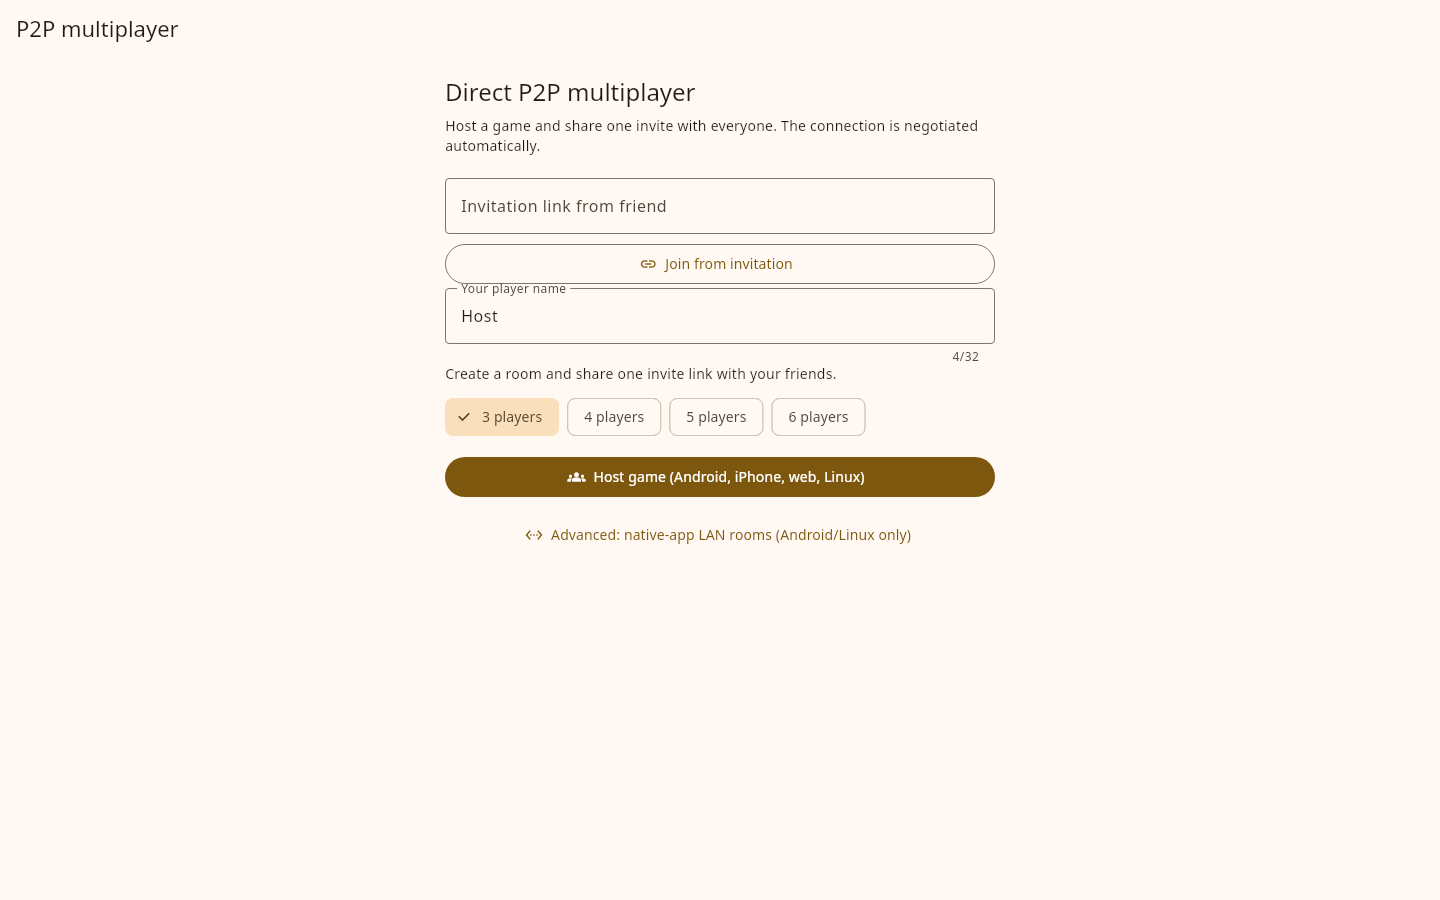 P2P multiplayer
Direct P2P multiplayer
Host a game and share one invite with everyone. The connection is negotiated
automatically.
Invitation link from friend
Join from invitation
Your player name
Host
4/32
Create a room and share one invite link with your friends.
3 players
4 players
5 players
6 players
Host game (Android, iPhone, web, Linux)
Advanced: native-app LAN rooms (Android/Linux only)